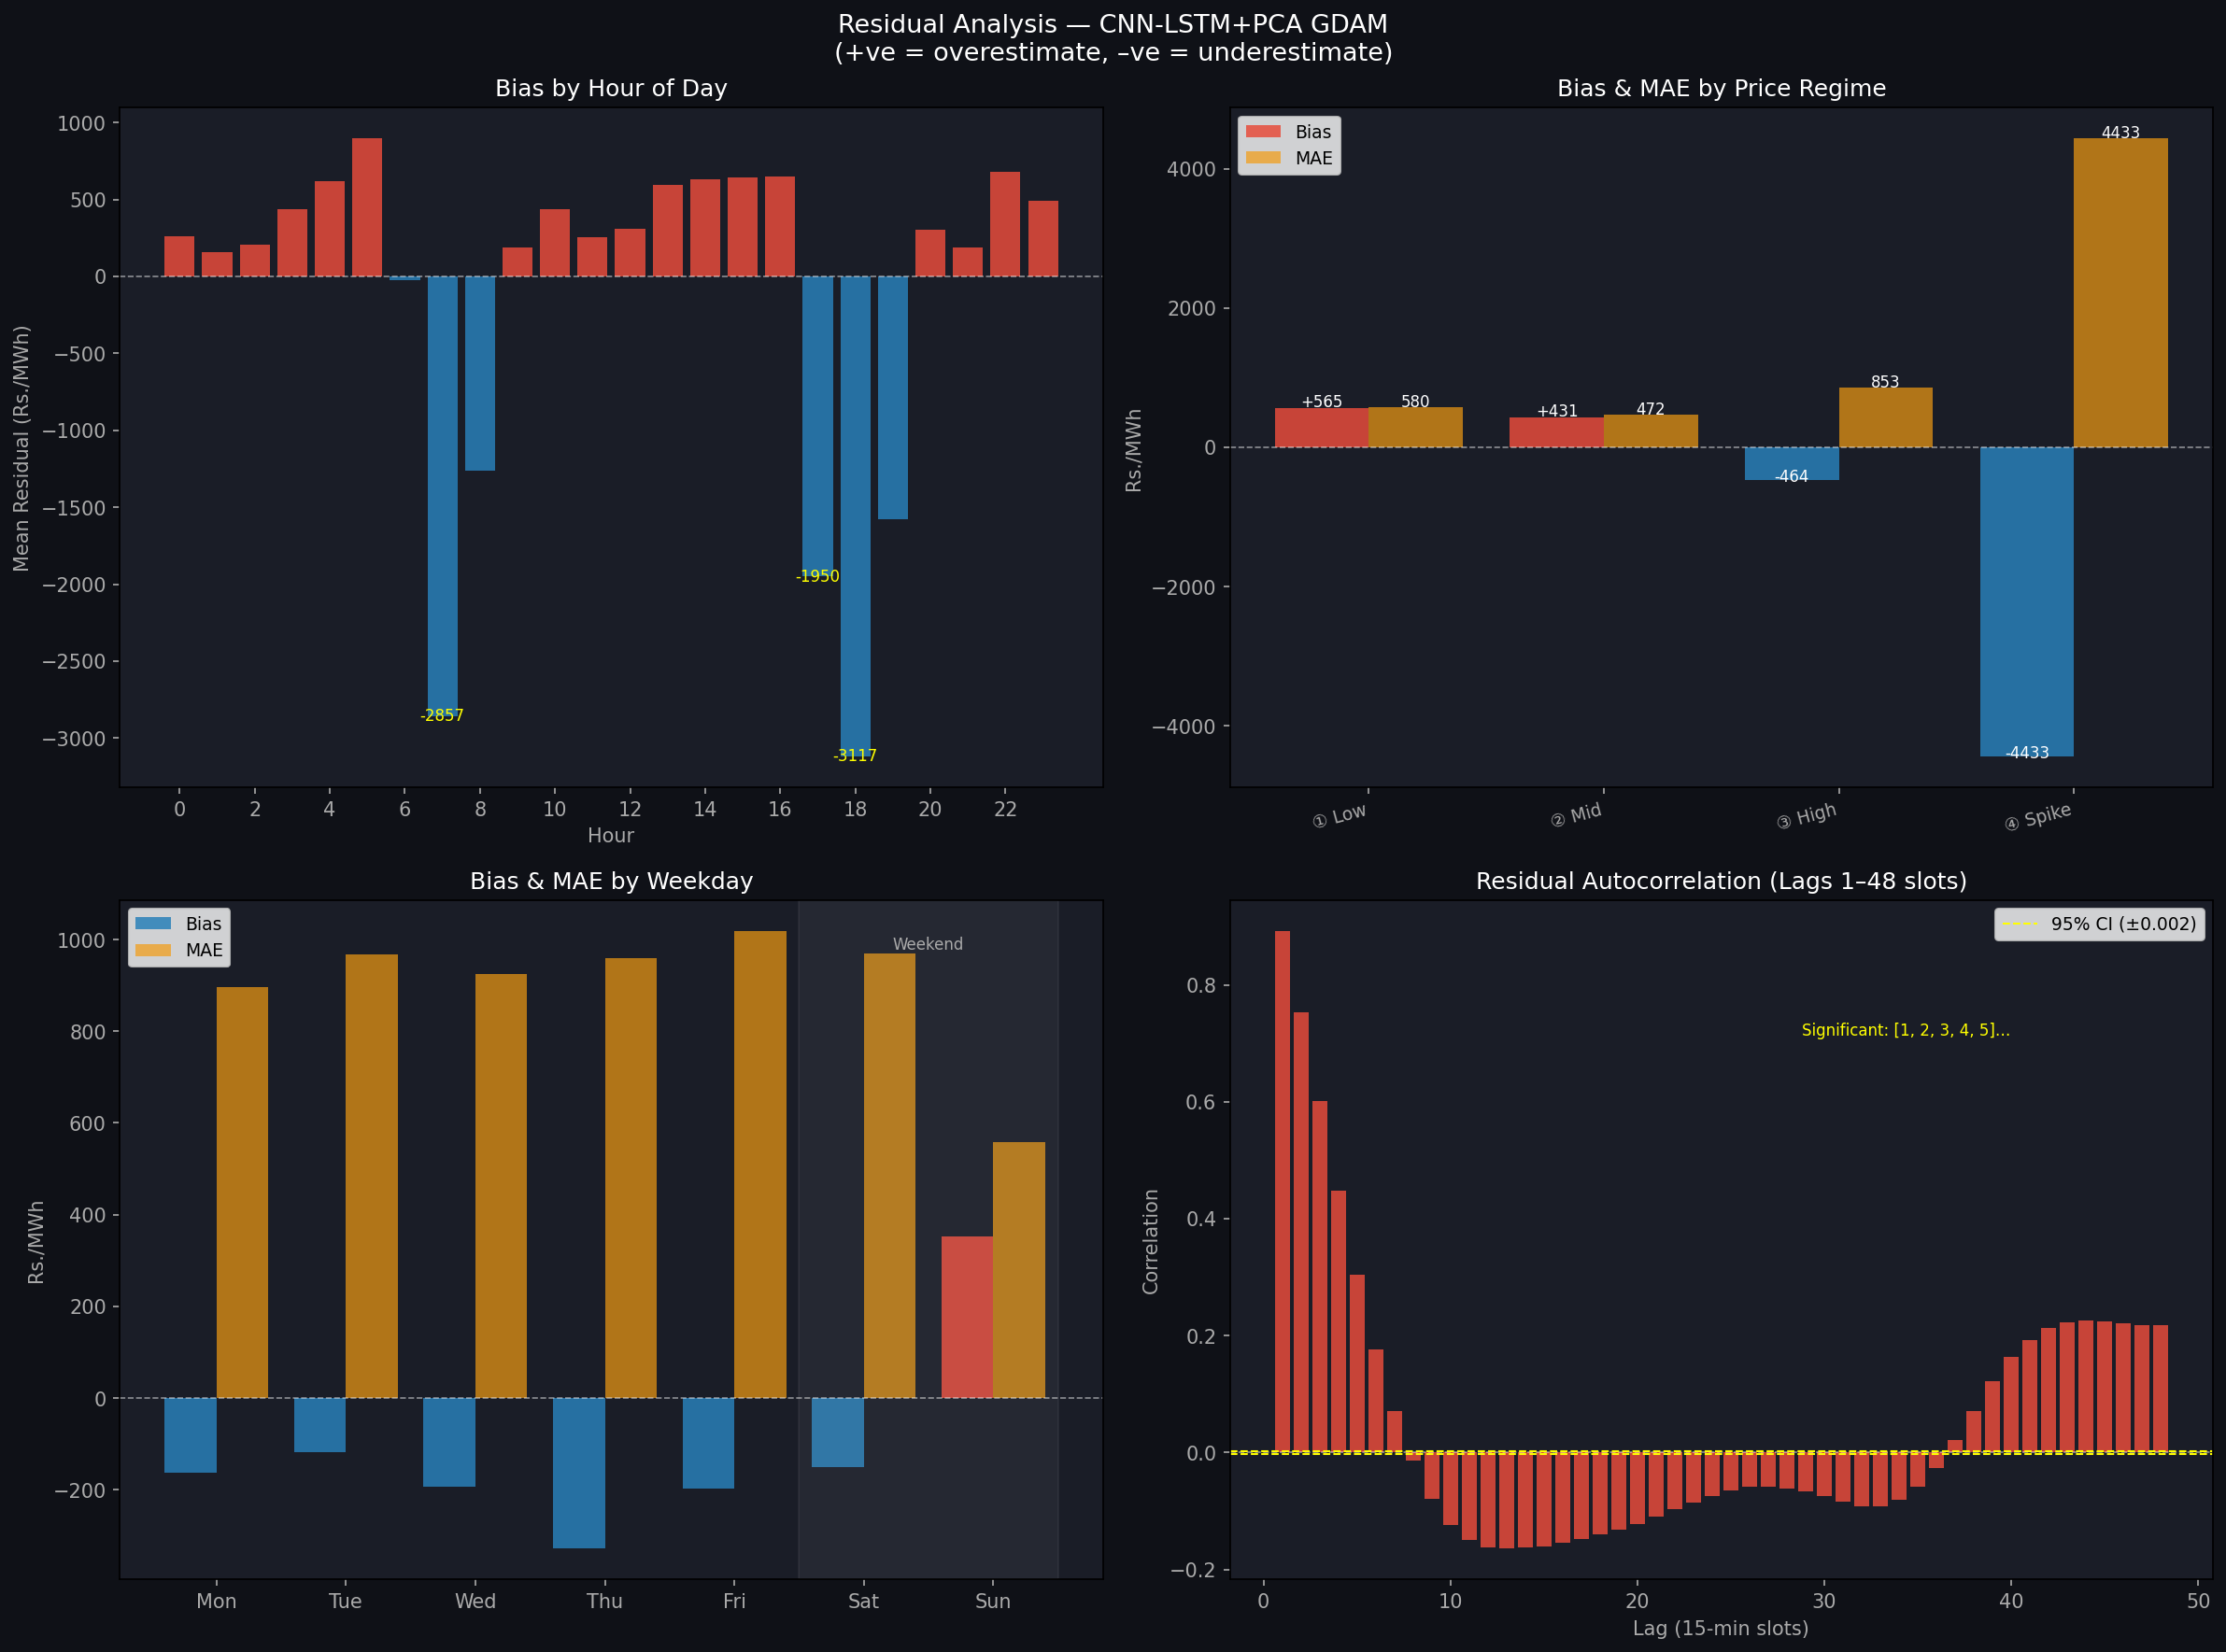 Residual Analysis — CNN-LSTM+PCA GDAM
(+ve = overestimate, –ve = underestimate)
Bias by Hour of Day
Mean Residual (Rs./MWh)
1000
500
0
−500
−1000
−1500
−2000
−2500
−3000
-2857
-1950
-3117
0 2 4 6 8 10 12 14 16 18 20 22
Hour
Bias & MAE by Price Regime
Bias
MAE
Rs./MWh
4000
2000
0
−2000
−4000
+565 580 +431 472 -464 853 -4433 4433
① Low ② Mid ③ High ④ Spike
Bias & MAE by Weekday
Bias
MAE
Weekend
Rs./MWh
1000
800
600
400
200
0
−200
Mon Tue Wed Thu Fri Sat Sun
Residual Autocorrelation (Lags 1–48 slots)
95% CI (±0.002)
Significant: [1, 2, 3, 4, 5]...
Correlation
0.8
0.6
0.4
0.2
0.0
−0.2
0 10 20 30 40 50
Lag (15-min slots)